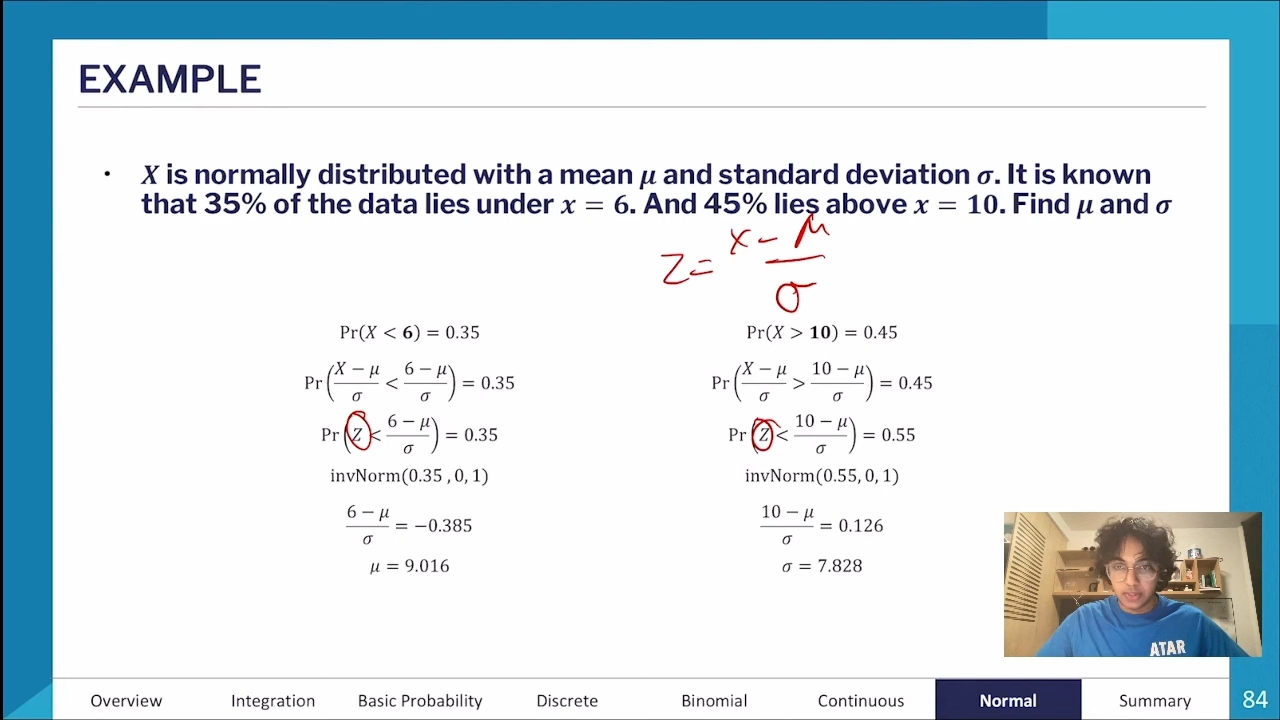 EXAMPLE
• X is normally distributed with a mean μ and standard deviation σ. It is known
that 35% of the data lies under x = 6. And 45% lies above x = 10. Find μ and σ
Z = x − μ / σ
Pr(X < 6) = 0.35
Pr((X − μ)/σ < (6 − μ)/σ) = 0.35
Pr(Z < (6 − μ)/σ) = 0.35
invNorm(0.35 , 0, 1)
(6 − μ)/σ = −0.385
μ = 9.016
Pr(X > 10) = 0.45
Pr((X − μ)/σ > (10 − μ)/σ) = 0.45
Pr(Z < (10 − μ)/σ) = 0.55
invNorm(0.55, 0, 1)
(10 − μ)/σ = 0.126
σ = 7.828
ATAR
Overview Integration Basic Probability Discrete Binomial Continuous Normal Summary 84